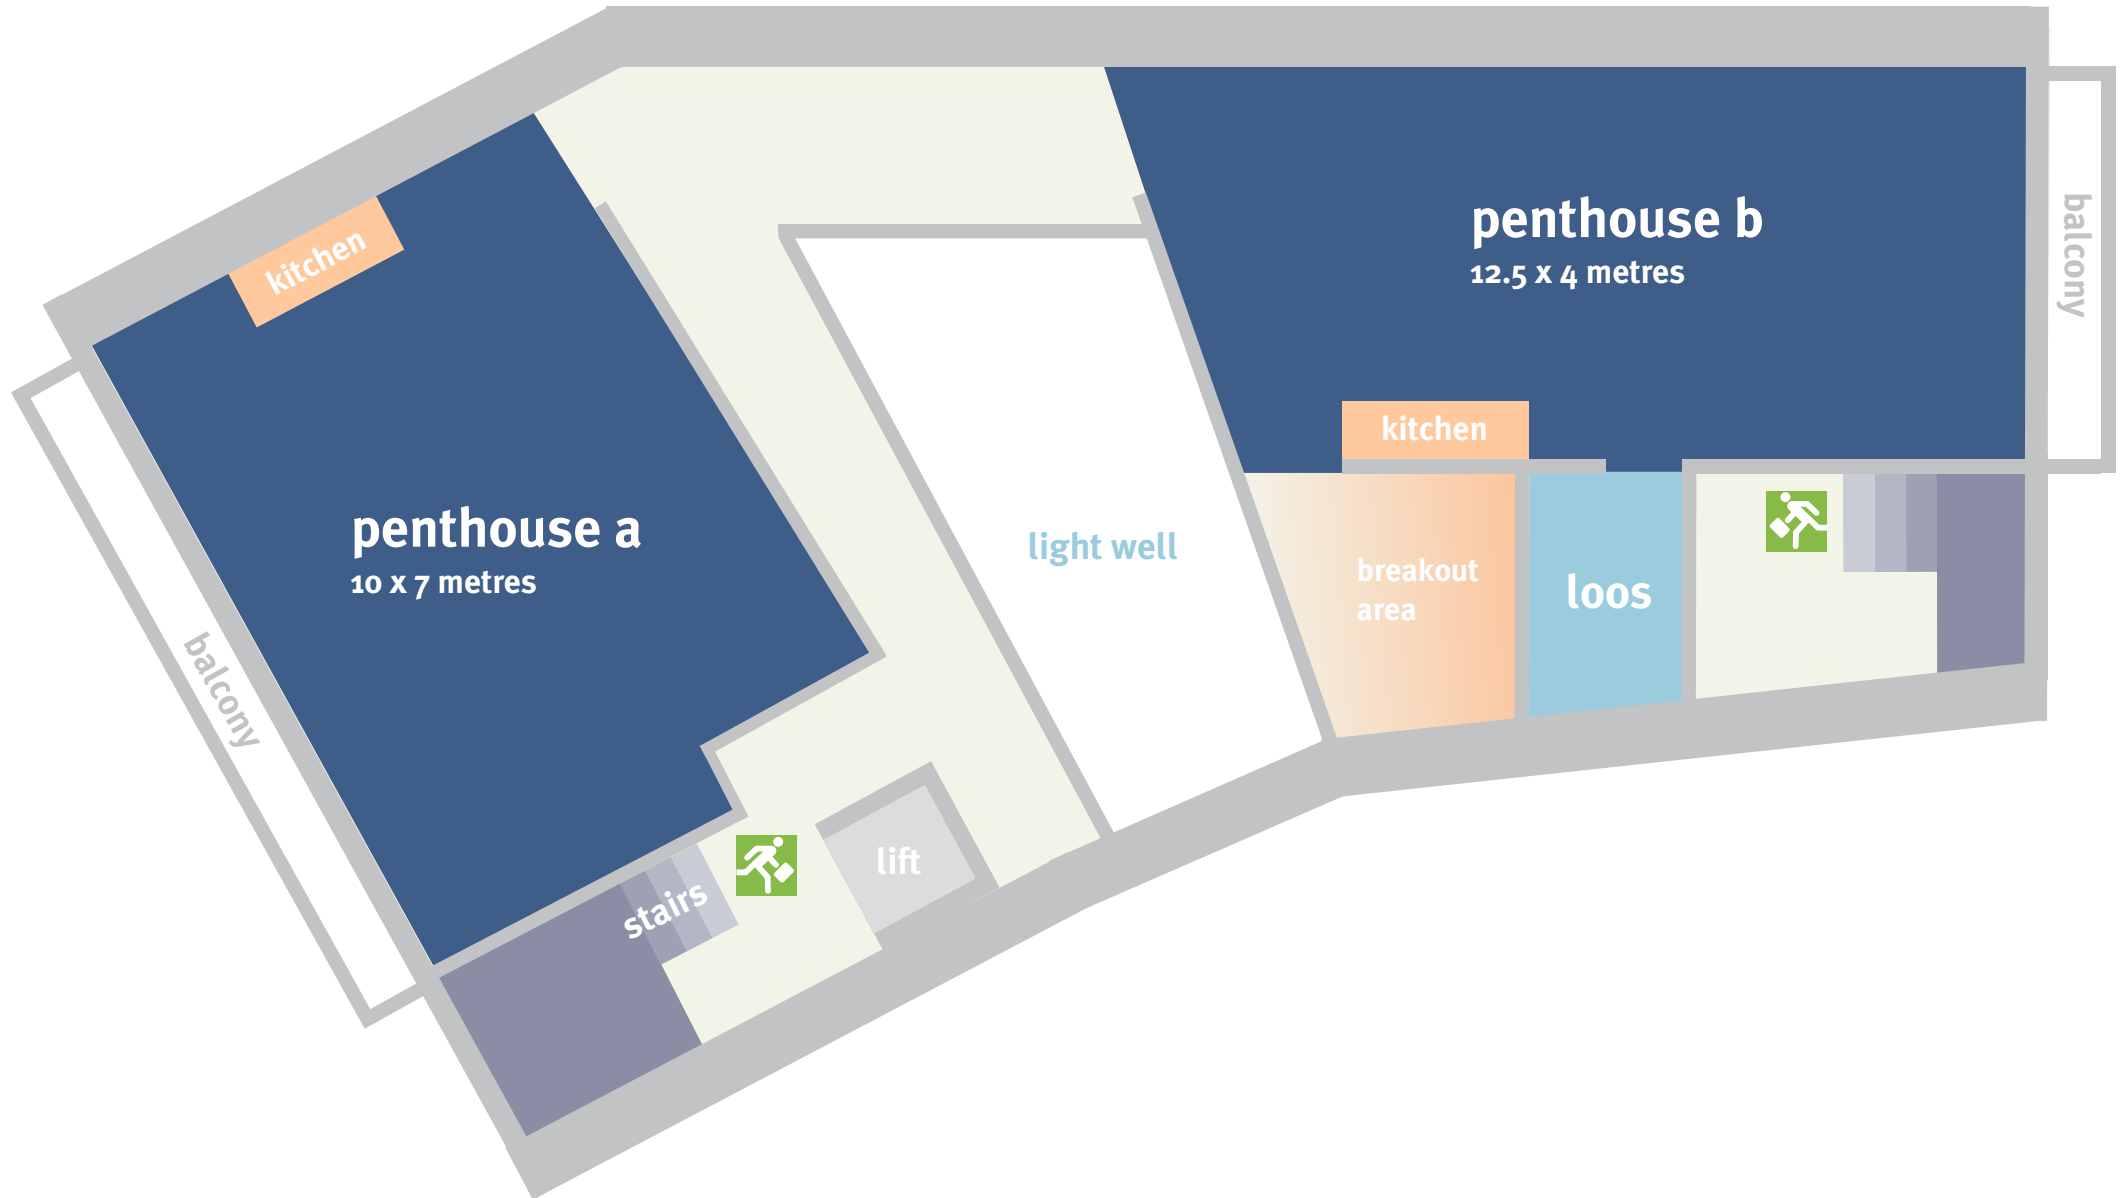 penthouse b
12.5 x 4 metres
balcony
kitchen
kitchen
penthouse a
10 x 7 metres
light well
breakout
area
loos
balcony
lift
stairs